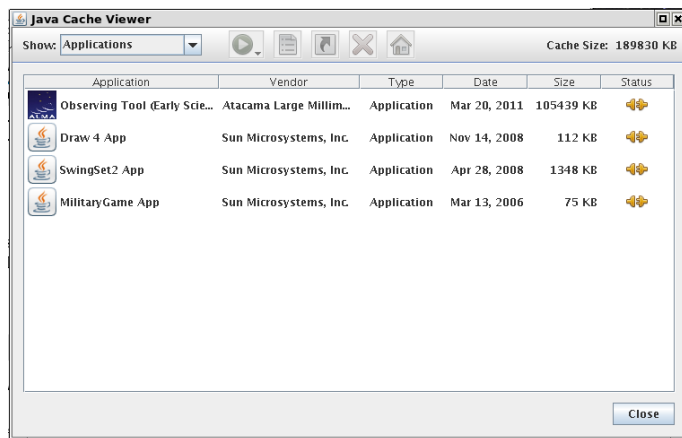 Java Cache Viewer
Show: Applications Cache Size: 189830 KB
Application Vendor Type Date Size Status
ALMA Observing Tool (Early Scie... Atacama Large Millim... Application Mar 20, 2011 105439 KB
Draw 4 App Sun Microsystems, Inc. Application Nov 14, 2008 112 KB
SwingSet2 App Sun Microsystems, Inc. Application Apr 28, 2008 1348 KB
MilitaryGame App Sun Microsystems, Inc. Application Mar 13, 2006 75 KB
Close